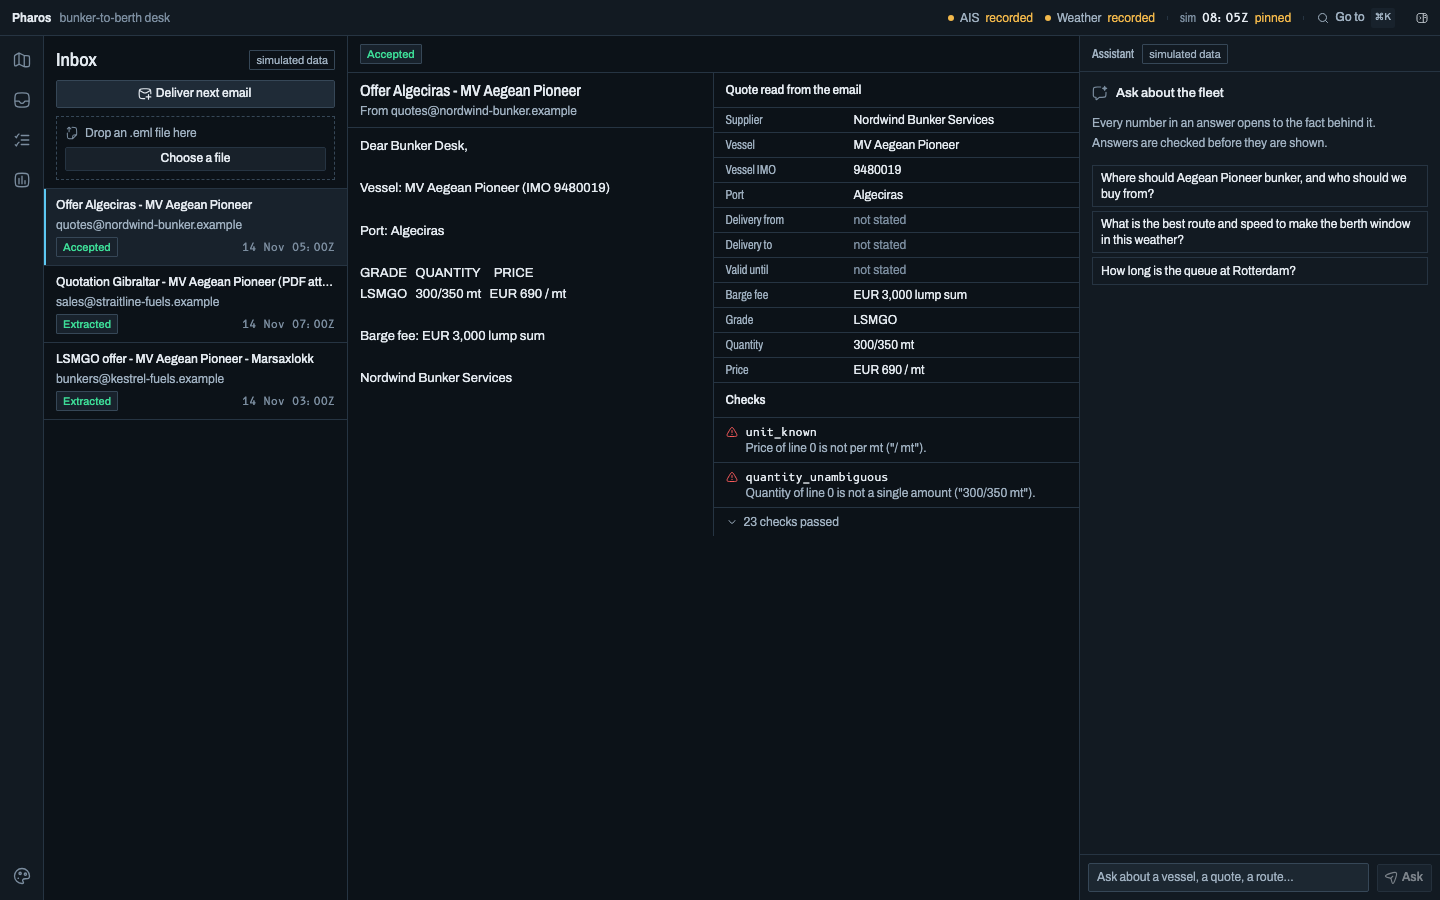 Pharos bunker-to-berth desk
AIS recorded Weather recorded sim 08:05Z pinned Go to ⌘K
Inbox simulated data
Deliver next email
Drop an .eml file here
Choose a file
Offer Algeciras - MV Aegean Pioneer
quotes@nordwind-bunker.example
Accepted 14 Nov 05:00Z
Quotation Gibraltar - MV Aegean Pioneer (PDF att...
sales@straitline-fuels.example
Extracted 14 Nov 07:00Z
LSMGO offer - MV Aegean Pioneer - Marsaxlokk
bunkers@kestrel-fuels.example
Extracted 14 Nov 03:00Z
Accepted
Offer Algeciras - MV Aegean Pioneer
From quotes@nordwind-bunker.example
Dear Bunker Desk,
Vessel: MV Aegean Pioneer (IMO 9480019)
Port: Algeciras
GRADE QUANTITY PRICE
LSMGO 300/350 mt EUR 690 / mt
Barge fee: EUR 3,000 lump sum
Nordwind Bunker Services
Quote read from the email
Supplier Nordwind Bunker Services
Vessel MV Aegean Pioneer
Vessel IMO 9480019
Port Algeciras
Delivery from not stated
Delivery to not stated
Valid until not stated
Barge fee EUR 3,000 lump sum
Grade LSMGO
Quantity 300/350 mt
Price EUR 690 / mt
Checks
unit_known
Price of line 0 is not per mt ("/ mt").
quantity_unambiguous
Quantity of line 0 is not a single amount ("300/350 mt").
23 checks passed
Assistant simulated data
Ask about the fleet
Every number in an answer opens to the fact behind it.
Answers are checked before they are shown.
Where should Aegean Pioneer bunker, and who should we
buy from?
What is the best route and speed to make the berth window
in this weather?
How long is the queue at Rotterdam?
Ask about a vessel, a quote, a route... Ask